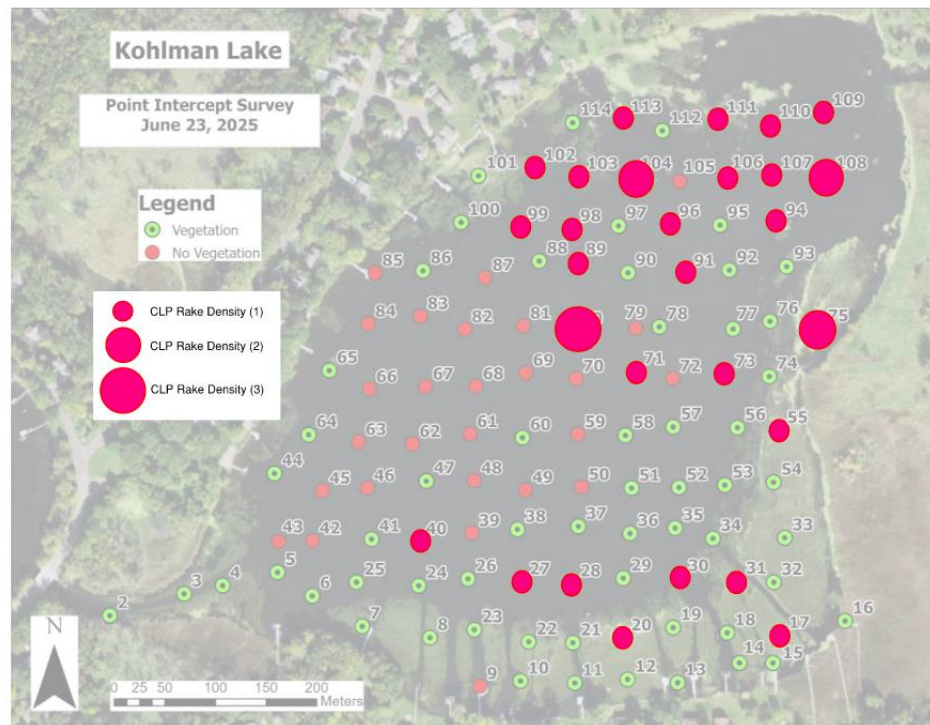 Kohlman Lake
Point Intercept Survey
June 23, 2025
Legend
Vegetation
No Vegetation
CLP Rake Density (1)
CLP Rake Density (2)
CLP Rake Density (3)
114 113 112 111 110 109
101 102 103 104 105 106 107 108
100 99 98 97 96 95 94
85 86 87 88 89 90 91 92 93
84 83 82 81 79 78 77 76 75
65 66 67 68 69 70 71 72 73 74
64 63 62 61 60 59 58 57 56 55
44 45 46 47 48 49 50 51 52 53 54
43 42 41 40 39 38 37 36 35 34 33
2 3 4 5 6 25 24 26 27 28 29 30 31 32
7 8 23 22 21 20 19 18 17 16
9 10 11 12 13 14 15
N
0 25 50 100 150 200
Meters